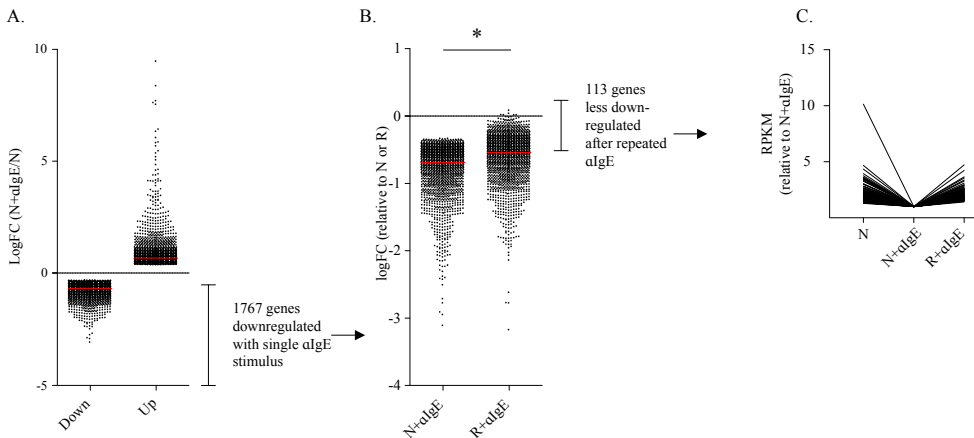 A.
LogFC (N+αIgE/N)
10
5
0
-5
Down
Up
1767 genes
downregulated
with single αIgE
stimulus
B.
logFC (relative to N or R)
1
0
-1
-2
-3
-4
*
N+αIgE
R+αIgE
113 genes
less down-
regulated
after repeated
αIgE
C.
RPKM
(relative to N+αIgE)
15
10
5
N
N+αIgE
R+αIgE